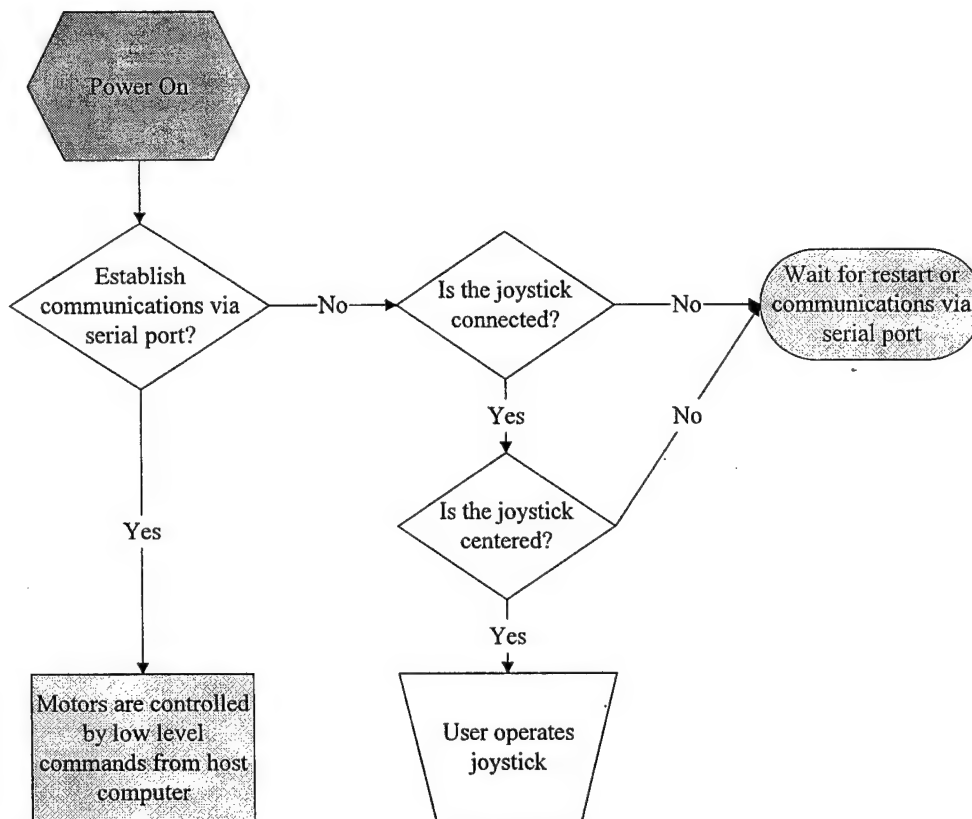 Power On
Establish
communications via
serial port?
No
Is the joystick
connected?
No
Wait for restart or
communications via
serial port
Yes
No
Is the joystick
centered?
Yes
Yes
Motors are controlled
by low level
commands from host
computer
User operates
joystick